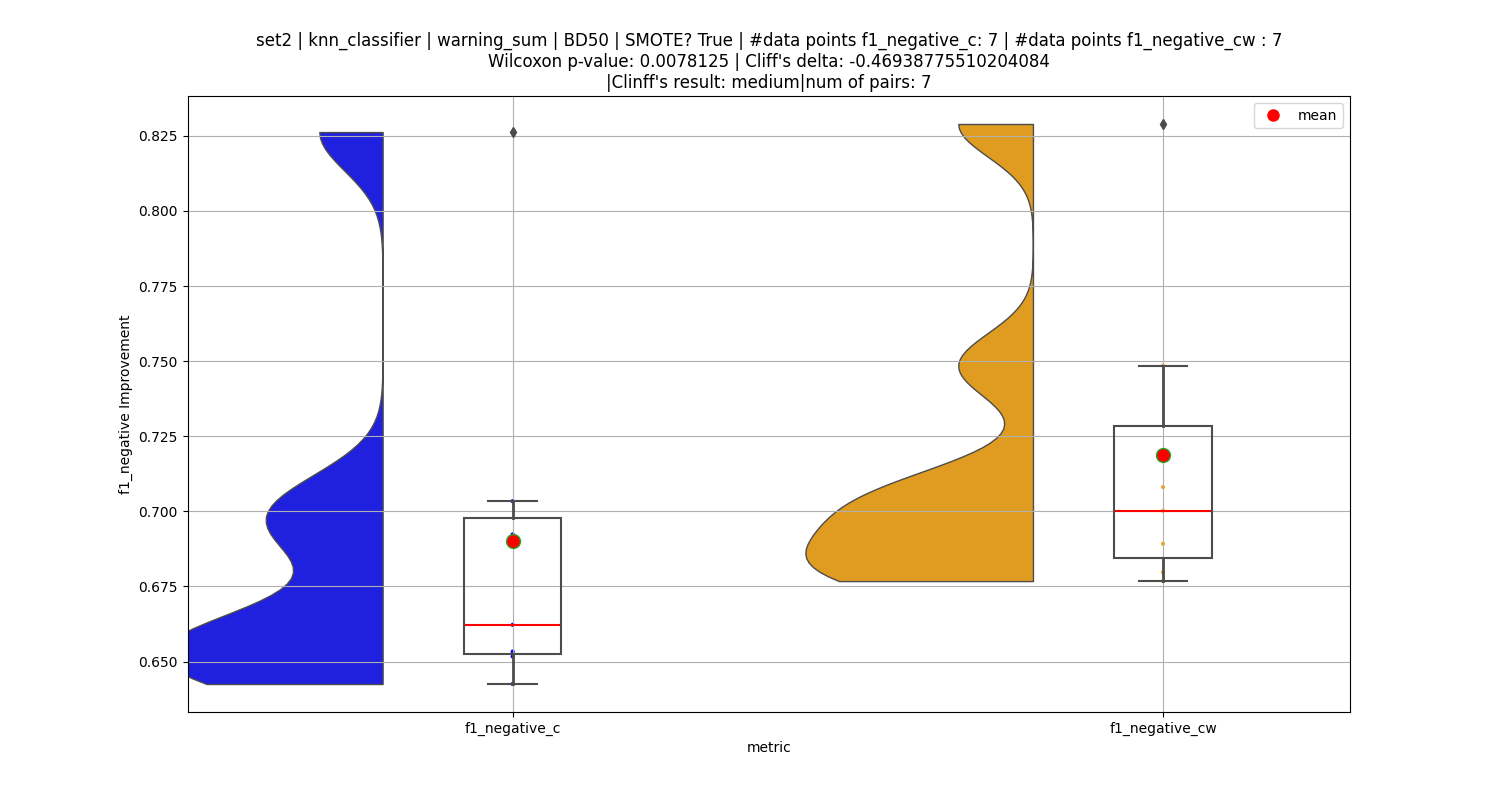 set2 | knn_classifier | warning_sum | BD50 | SMOTE? True | #data points f1_negative_c: 7 | #data points f1_negative_cw : 7
Wilcoxon p-value: 0.0078125 | Cliff's delta: -0.46938775510204084
|Clinff's result: medium|num of pairs: 7
mean
0.825
0.800
0.775
0.750
0.725
0.700
0.675
0.650
f1_negative Improvement
f1_negative_c
f1_negative_cw
metric